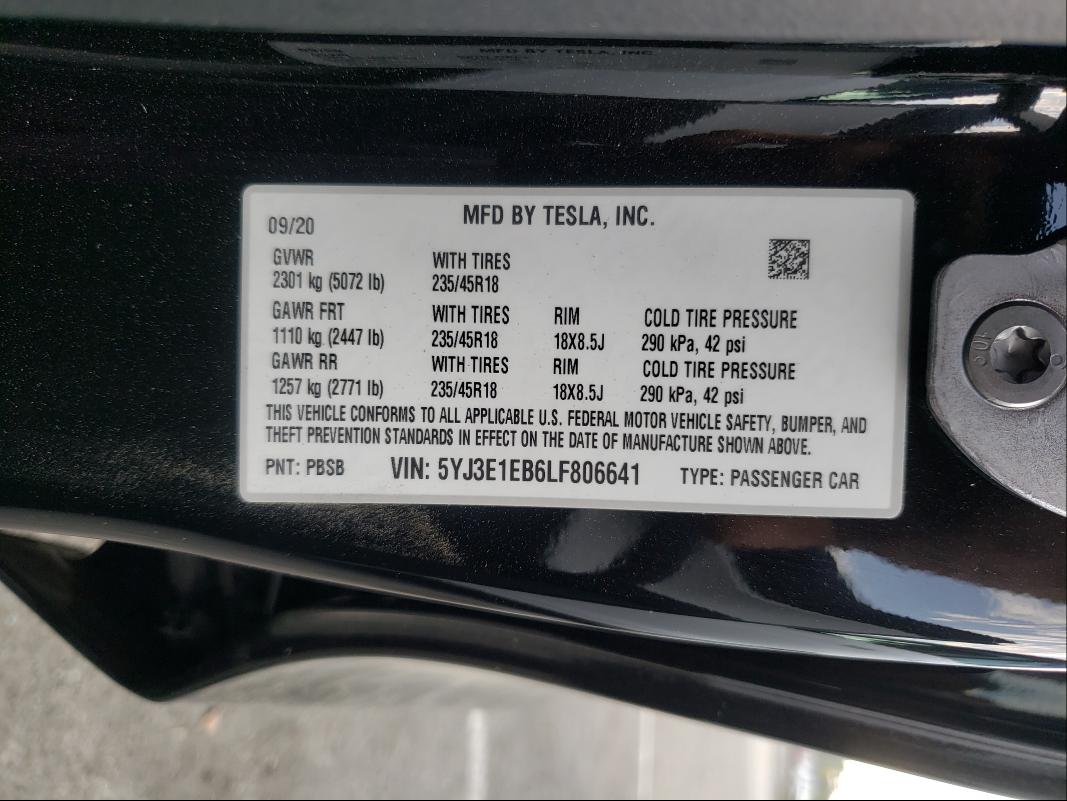 MFD BY TESLA, INC.
09/20
MFD BY TESLA, INC.
GVWR WITH TIRES
2301 kg (5072 lb) 235/45R18
GAWR FRT WITH TIRES RIM COLD TIRE PRESSURE
1110 kg (2447 lb) 235/45R18 18X8.5J 290 kPa, 42 psi
GAWR RR WITH TIRES RIM COLD TIRE PRESSURE
1257 kg (2771 lb) 235/45R18 18X8.5J 290 kPa, 42 psi
THIS VEHICLE CONFORMS TO ALL APPLICABLE U.S. FEDERAL MOTOR VEHICLE SAFETY, BUMPER, AND
THEFT PREVENTION STANDARDS IN EFFECT ON THE DATE OF MANUFACTURE SHOWN ABOVE.
PNT: PBSB VIN: 5YJ3E1EB6LF806641 TYPE: PASSENGER CAR